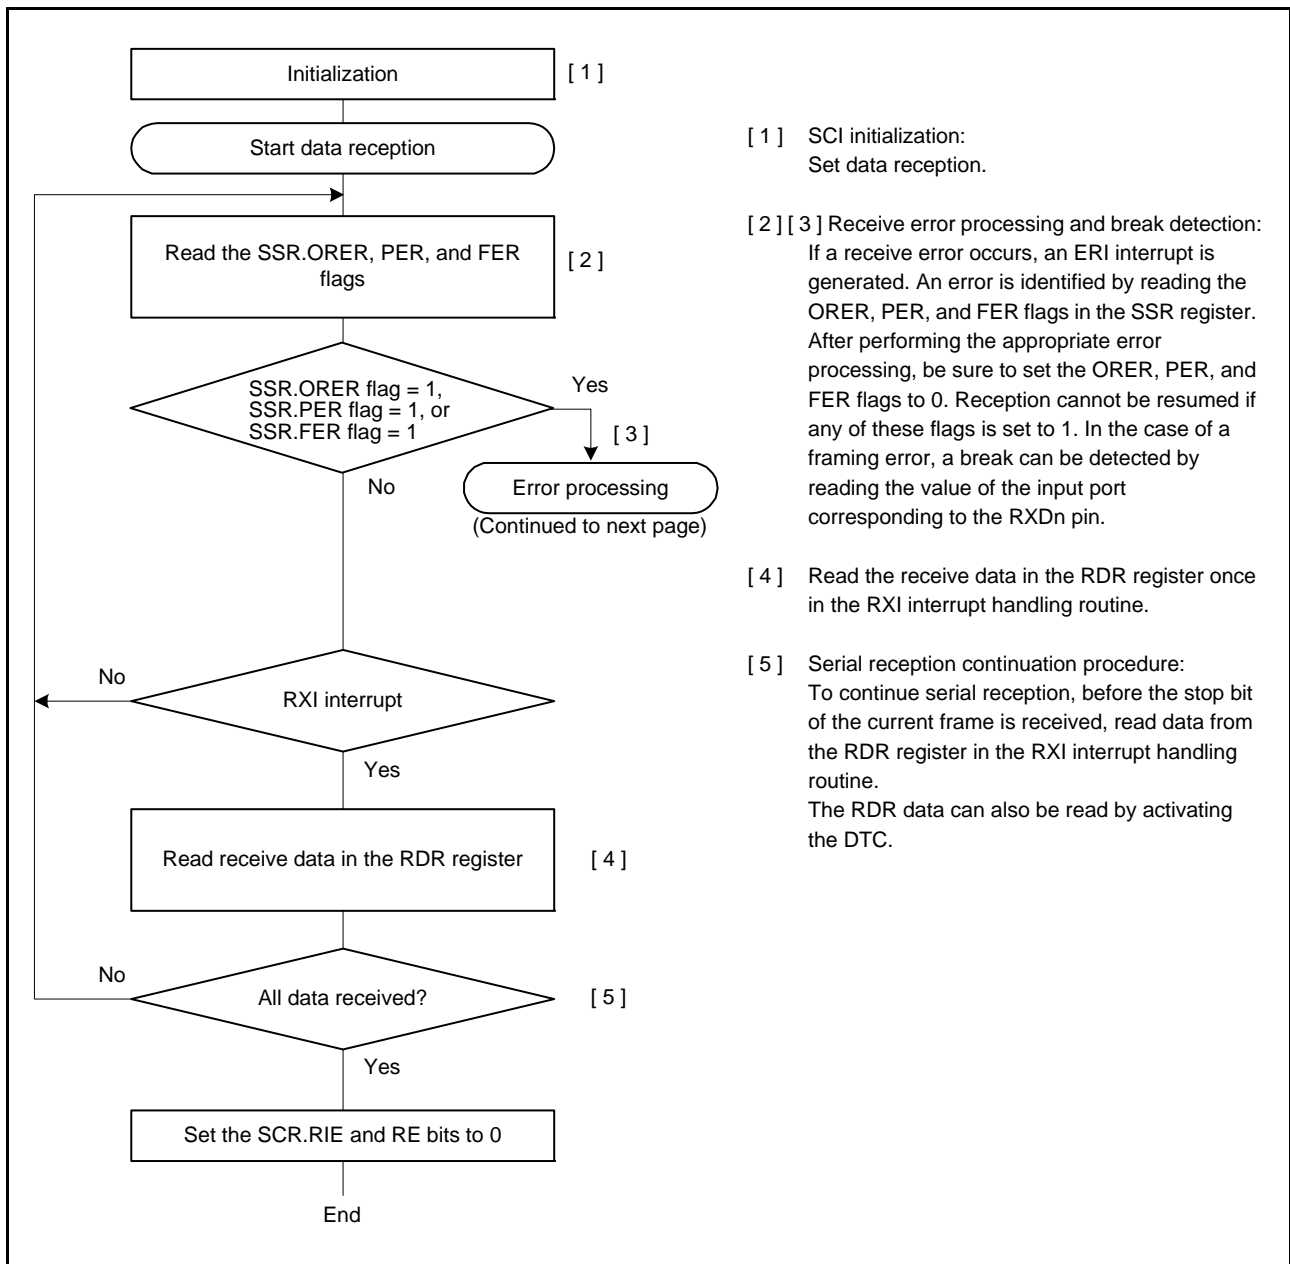 Initialization
[ 1 ]
Start data reception
Read the SSR.ORER, PER, and FER
flags
[ 2 ]
SSR.ORER flag = 1,
SSR.PER flag = 1, or
SSR.FER flag = 1
Yes
[ 3 ]
No
Error processing
(Continued to next page)
No
RXI interrupt
Yes
Read receive data in the RDR register
[ 4 ]
No
All data received?
[ 5 ]
Yes
Set the SCR.RIE and RE bits to 0
End
[ 1 ] SCI initialization:
Set data reception.
[ 2 ] [ 3 ] Receive error processing and break detection:
If a receive error occurs, an ERI interrupt is
generated. An error is identified by reading the
ORER, PER, and FER flags in the SSR register.
After performing the appropriate error
processing, be sure to set the ORER, PER, and
FER flags to 0. Reception cannot be resumed if
any of these flags is set to 1. In the case of a
framing error, a break can be detected by
reading the value of the input port
corresponding to the RXDn pin.
[ 4 ] Read the receive data in the RDR register once
in the RXI interrupt handling routine.
[ 5 ] Serial reception continuation procedure:
To continue serial reception, before the stop bit
of the current frame is received, read data from
the RDR register in the RXI interrupt handling
routine.
The RDR data can also be read by activating
the DTC.